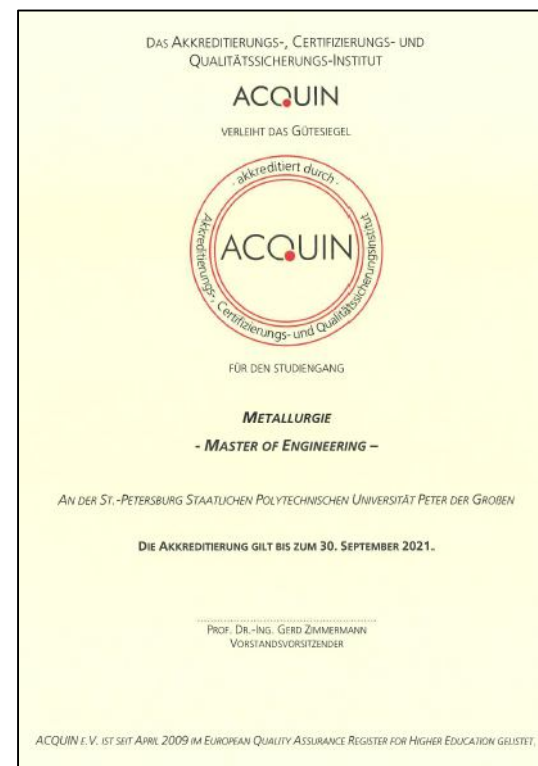 DAS AKKREDITIERUNGS-, CERTIFIZIERUNGS- UND
QUALITÄTSSICHERUNGS-INSTITUT
ACQUIN
VERLEIHT DAS GÜTESIEGEL
- akkreditiert durch -
ACQUIN
Akkreditierungs-, Certifizierungs- und Qualitätssicherungsinstitut
FÜR DEN STUDIENGANG
METALLURGIE
- MASTER OF ENGINEERING –
AN DER ST.-PETERSBURG STAATLICHEN POLYTECHNISCHEN UNIVERSITÄT PETER DER GROßEN
DIE AKKREDITIERUNG GILT BIS ZUM 30. SEPTEMBER 2021.
PROF. DR.-ING. GERD ZIMMERMANN
VORSTANDSVORSITZENDER
ACQUIN E.V. IST SEIT APRIL 2009 IM EUROPEAN QUALITY ASSURANCE REGISTER FOR HIGHER EDUCATION GELISTET.